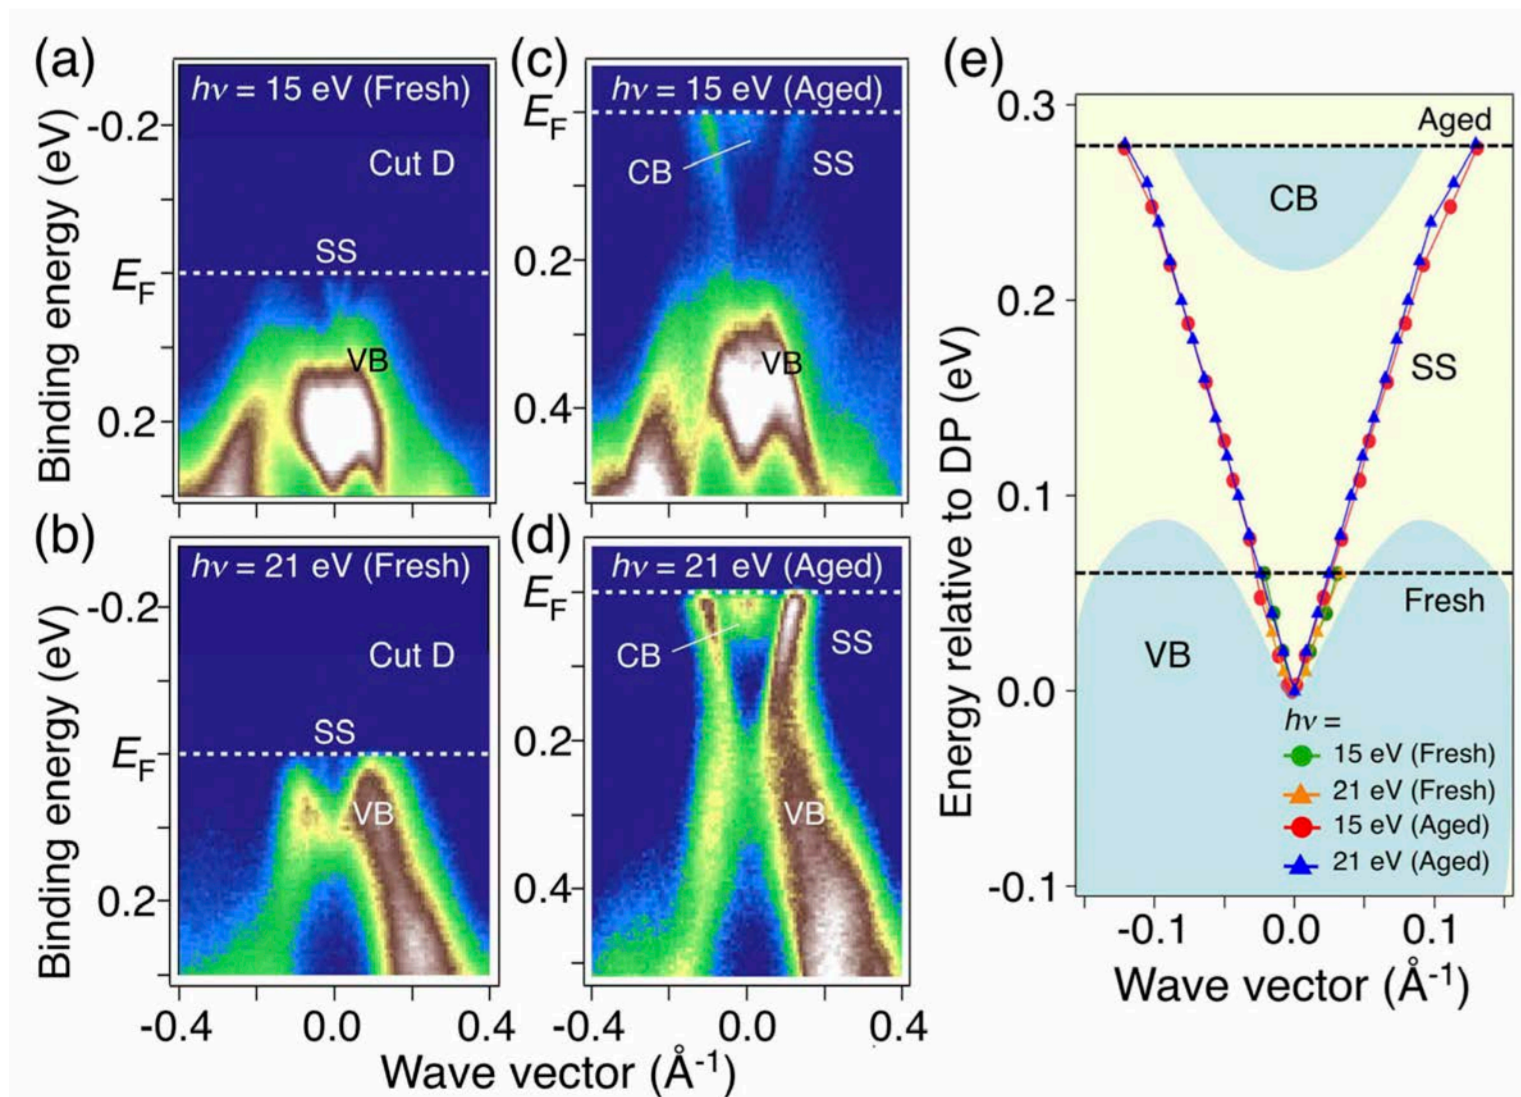 (a)
hν = 15 eV (Fresh)
Cut D
SS
VB
-0.2
EF
0.2
Binding energy (eV)
(c)
hν = 15 eV (Aged)
EF
CB
SS
VB
0.2
0.4
(b)
hν = 21 eV (Fresh)
Cut D
SS
VB
-0.2
EF
0.2
Binding energy (eV)
-0.4 0.0 0.4
(d)
hν = 21 eV (Aged)
EF
CB
SS
VB
0.2
0.4
-0.4 0.0 0.4
Wave vector (Å-1)
(e)
0.3
0.2
0.1
0.0
-0.1
Energy relative to DP (eV)
Aged
CB
SS
Fresh
VB
hν =
15 eV (Fresh)
21 eV (Fresh)
15 eV (Aged)
21 eV (Aged)
-0.1 0.0 0.1
Wave vector (Å-1)